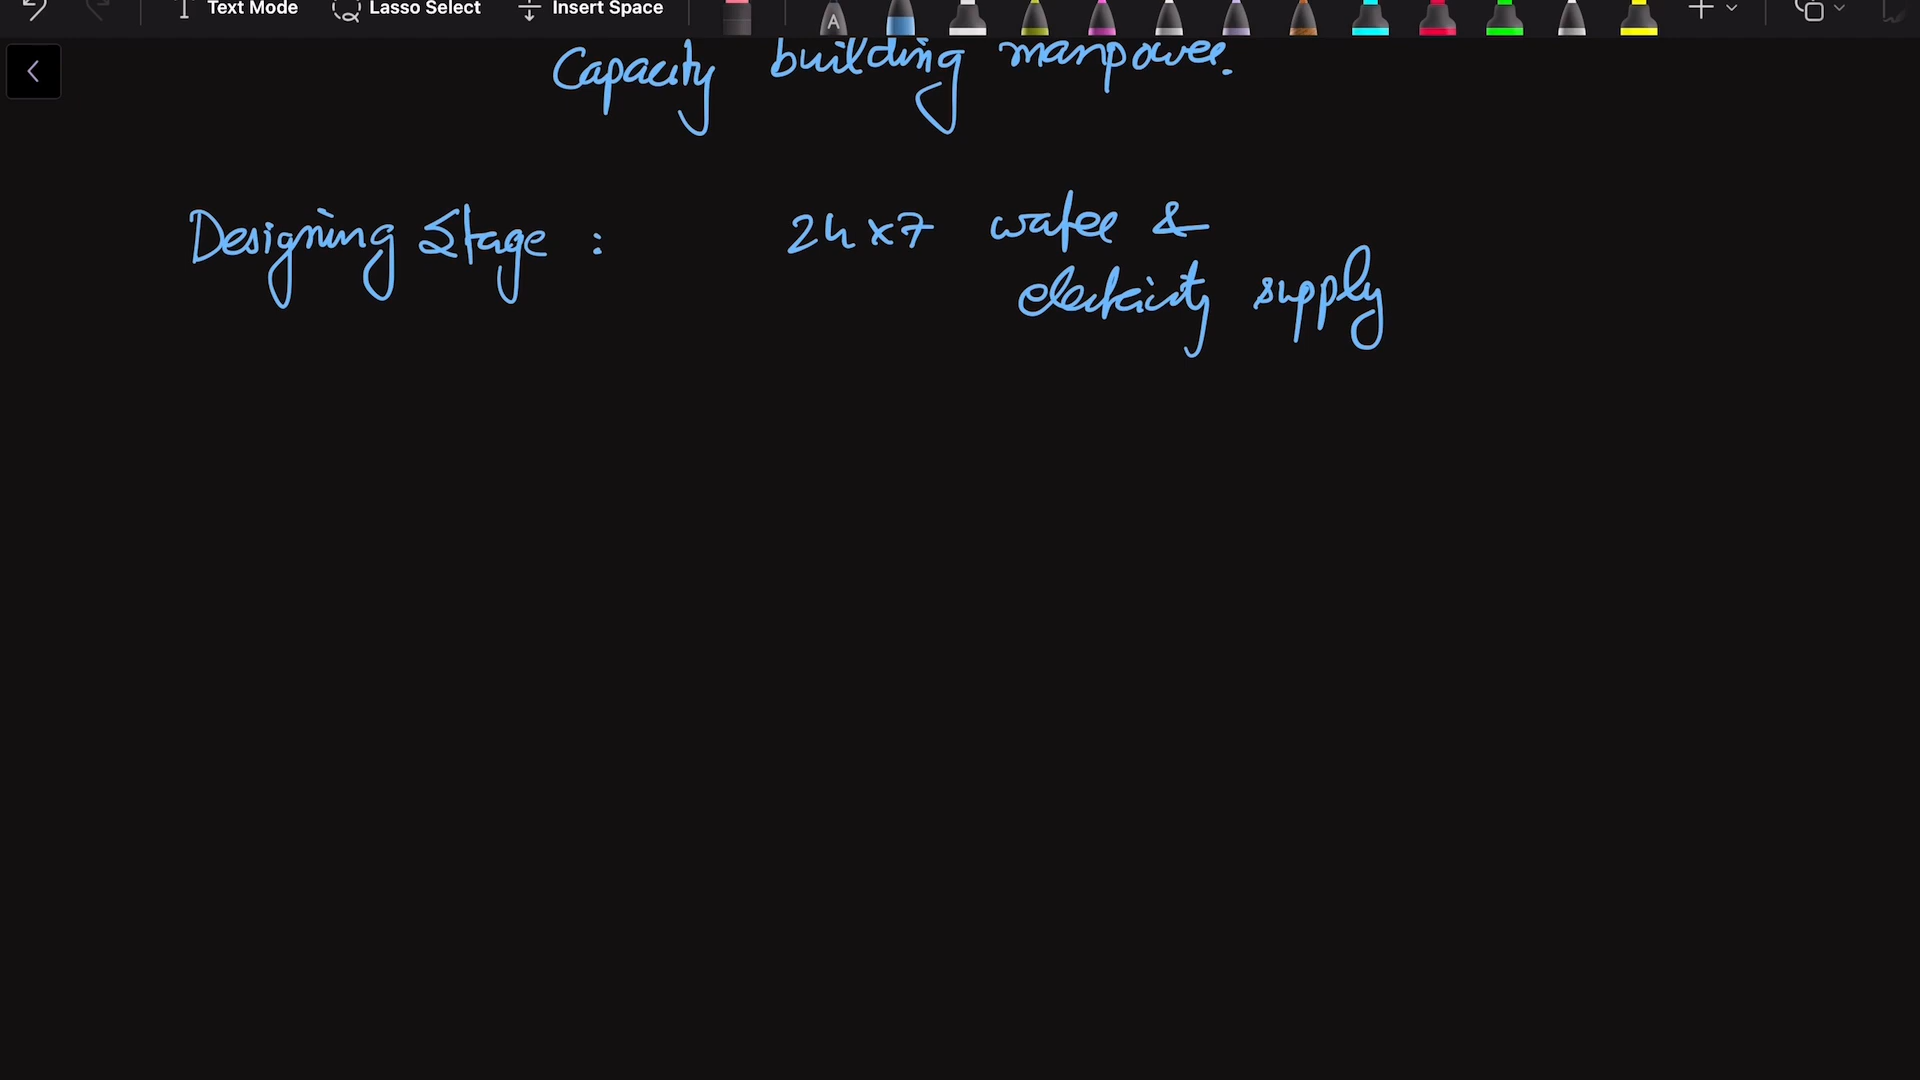 Text Mode Lasso Select Insert Space
A
Capacity building manpower.
Designing Stage : 24x7 water &
electricity supply